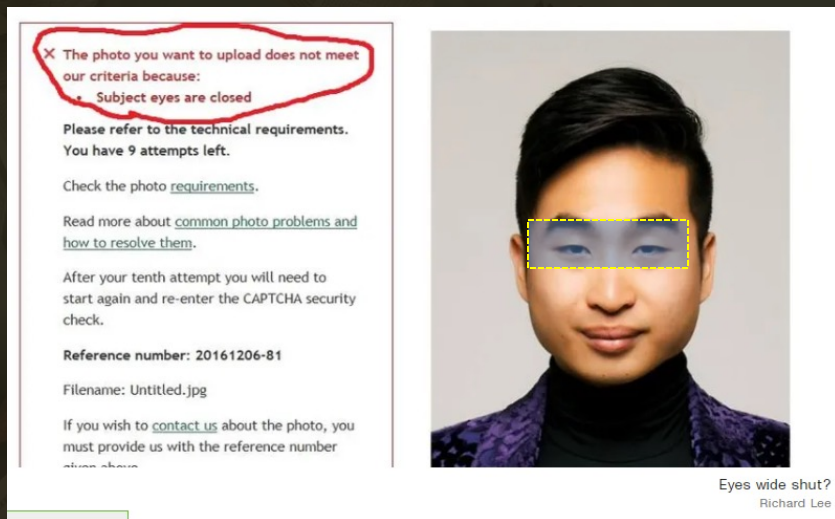 The photo you want to upload does not meet
our criteria because:
• Subject eyes are closed
Please refer to the technical requirements.
You have 9 attempts left.
Check the photo requirements.
Read more about common photo problems and
how to resolve them.
After your tenth attempt you will need to
start again and re-enter the CAPTCHA security
check.
Reference number: 20161206-81
Filename: Untitled.jpg
If you wish to contact us about the photo, you
must provide us with the reference number
given above
Eyes wide shut?
Richard Lee